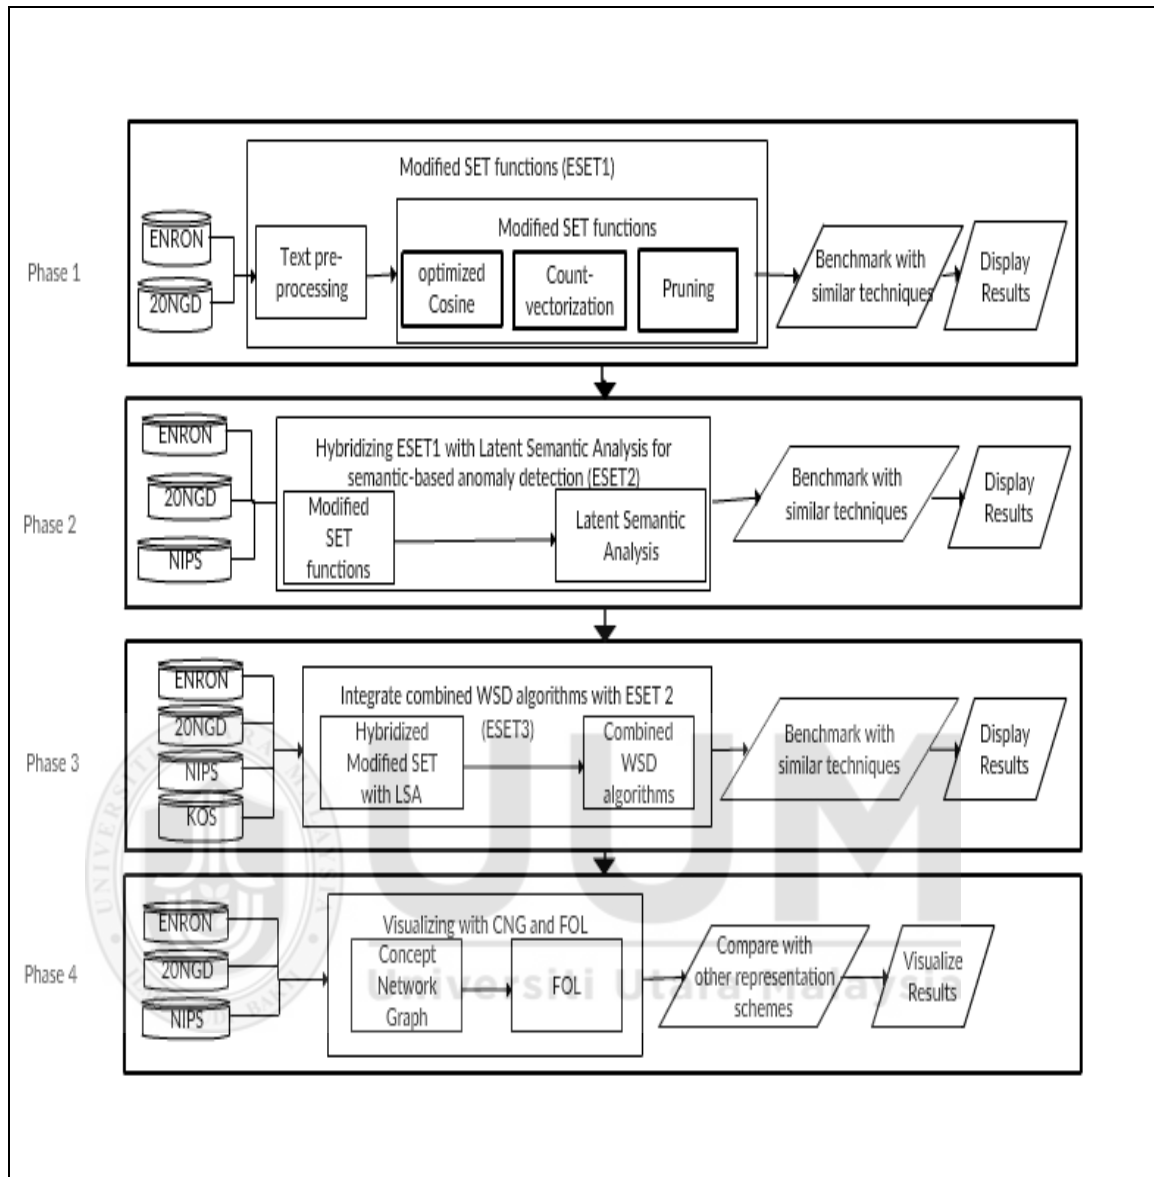 Phase 1
ENRON
20NGD
Modified SET functions (ESET1)
Text pre-
processing
Modified SET functions
optimized
Cosine
Count-
vectorization
Pruning
Benchmark with
similar techniques
Display
Results
Phase 2
ENRON
20NGD
NIPS
Hybridizing ESET1 with Latent Semantic Analysis for
semantic-based anomaly detection (ESET2)
Modified
SET
functions
Latent Semantic
Analysis
Benchmark with
similar techniques
Display
Results
Phase 3
ENRON
20NGD
NIPS
KOS
Integrate combined WSD algorithms with ESET 2
(ESET3)
Hybridized
Modified SET
with LSA
Combined
WSD
algorithms
Benchmark with
similar techniques
Display
Results
Phase 4
ENRON
20NGD
NIPS
Visualizing with CNG and FOL
Concept
Network
Graph
FOL
Compare with
other representation
schemes
Visualize
Results
UUM
Universiti Utara Malaysia